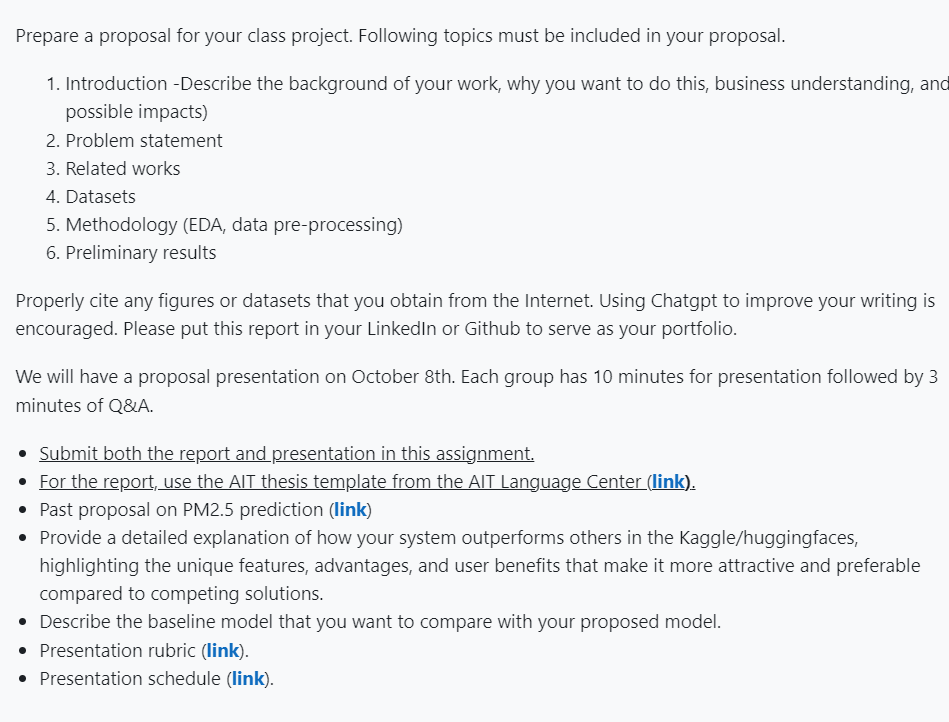 Prepare a proposal for your class project. Following topics must be included in your proposal.
1. Introduction -Describe the background of your work, why you want to do this, business understanding, and
possible impacts)
2. Problem statement
3. Related works
4. Datasets
5. Methodology (EDA, data pre-processing)
6. Preliminary results
Properly cite any figures or datasets that you obtain from the Internet. Using Chatgpt to improve your writing is
encouraged. Please put this report in your LinkedIn or Github to serve as your portfolio.
We will have a proposal presentation on October 8th. Each group has 10 minutes for presentation followed by 3
minutes of Q&A.
• Submit both the report and presentation in this assignment.
• For the report, use the AIT thesis template from the AIT Language Center (link).
• Past proposal on PM2.5 prediction (link)
• Provide a detailed explanation of how your system outperforms others in the Kaggle/huggingfaces,
highlighting the unique features, advantages, and user benefits that make it more attractive and preferable
compared to competing solutions.
• Describe the baseline model that you want to compare with your proposed model.
• Presentation rubric (link).
• Presentation schedule (link).